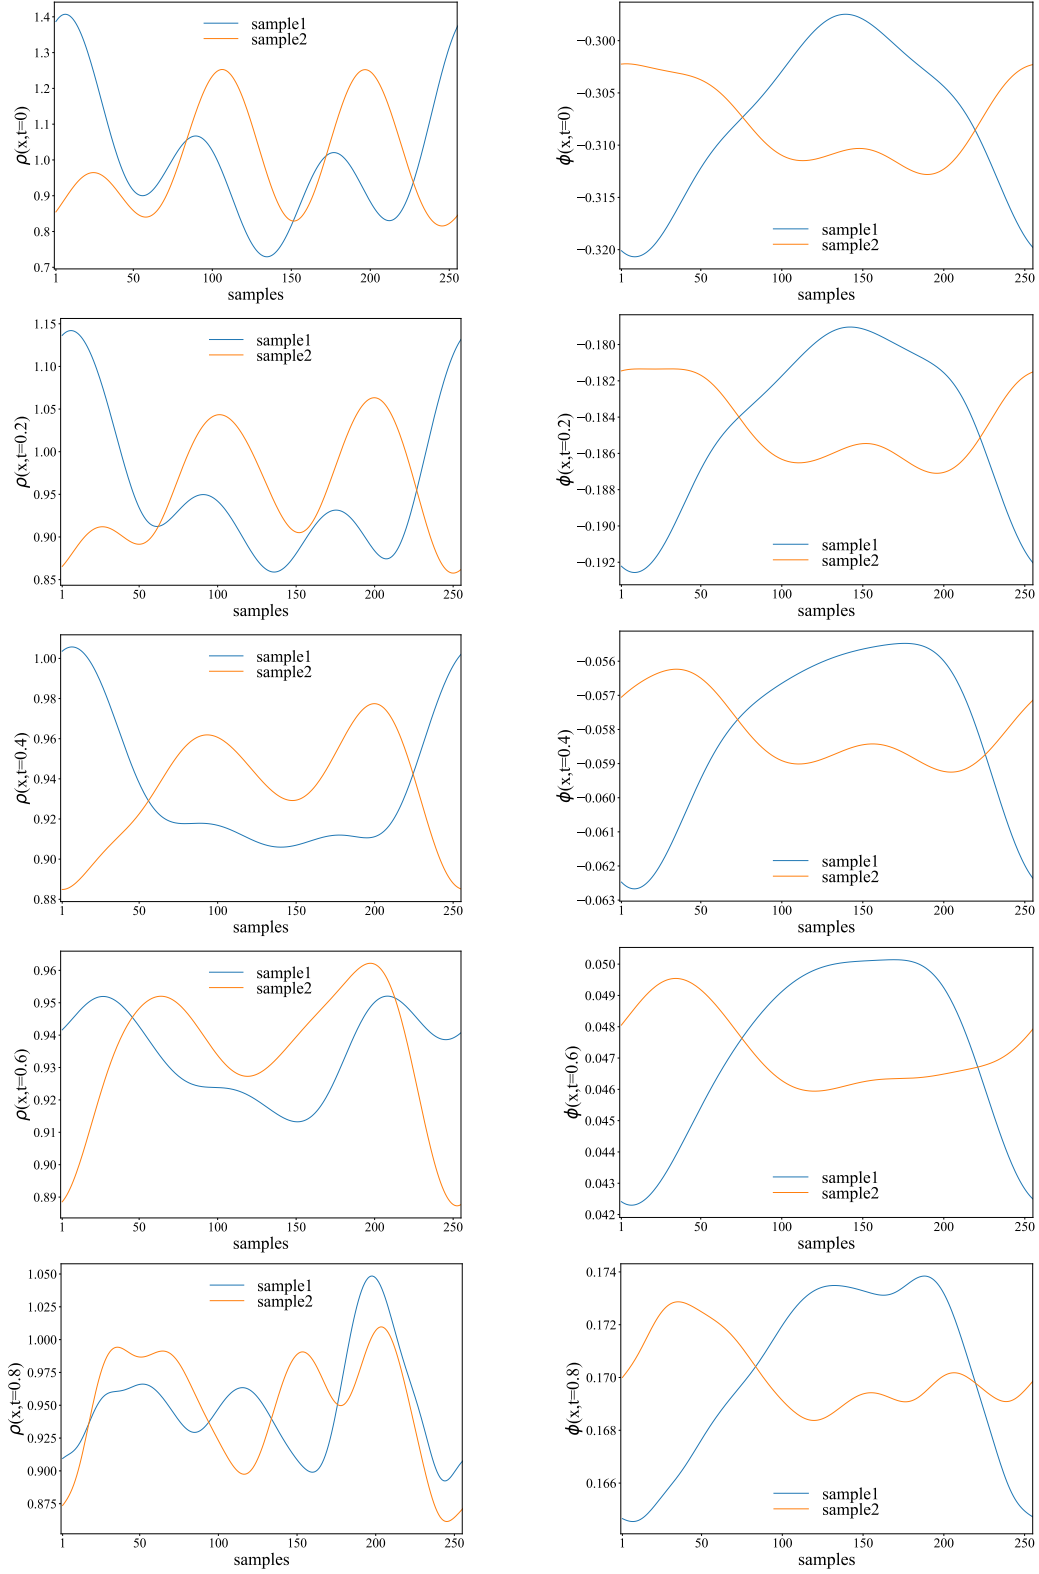 1.4
1.3
1.2
1.1
1.0
0.9
0.8
0.7
ρ(x,t=0)
sample1
sample2
1 50 100 150 200 250
samples
−0.300
−0.305
−0.310
−0.315
−0.320
ϕ(x,t=0)
sample1
sample2
1 50 100 150 200 250
samples
1.15
1.10
1.05
1.00
0.95
0.90
0.85
ρ(x,t=0.2)
sample1
sample2
1 50 100 150 200 250
samples
−0.180
−0.182
−0.184
−0.186
−0.188
−0.190
−0.192
ϕ(x,t=0.2)
sample1
sample2
1 50 100 150 200 250
samples
1.00
0.98
0.96
0.94
0.92
0.90
0.88
ρ(x,t=0.4)
sample1
sample2
1 50 100 150 200 250
samples
−0.056
−0.057
−0.058
−0.059
−0.060
−0.061
−0.062
−0.063
ϕ(x,t=0.4)
sample1
sample2
1 50 100 150 200 250
samples
0.96
0.95
0.94
0.93
0.92
0.91
0.90
0.89
ρ(x,t=0.6)
sample1
sample2
1 50 100 150 200 250
samples
0.050
0.049
0.048
0.047
0.046
0.045
0.044
0.043
0.042
ϕ(x,t=0.6)
sample1
sample2
1 50 100 150 200 250
samples
1.050
1.025
1.000
0.975
0.950
0.925
0.900
0.875
ρ(x,t=0.8)
sample1
sample2
1 50 100 150 200 250
samples
0.174
0.172
0.170
0.168
0.166
ϕ(x,t=0.8)
sample1
sample2
1 50 100 150 200 250
samples